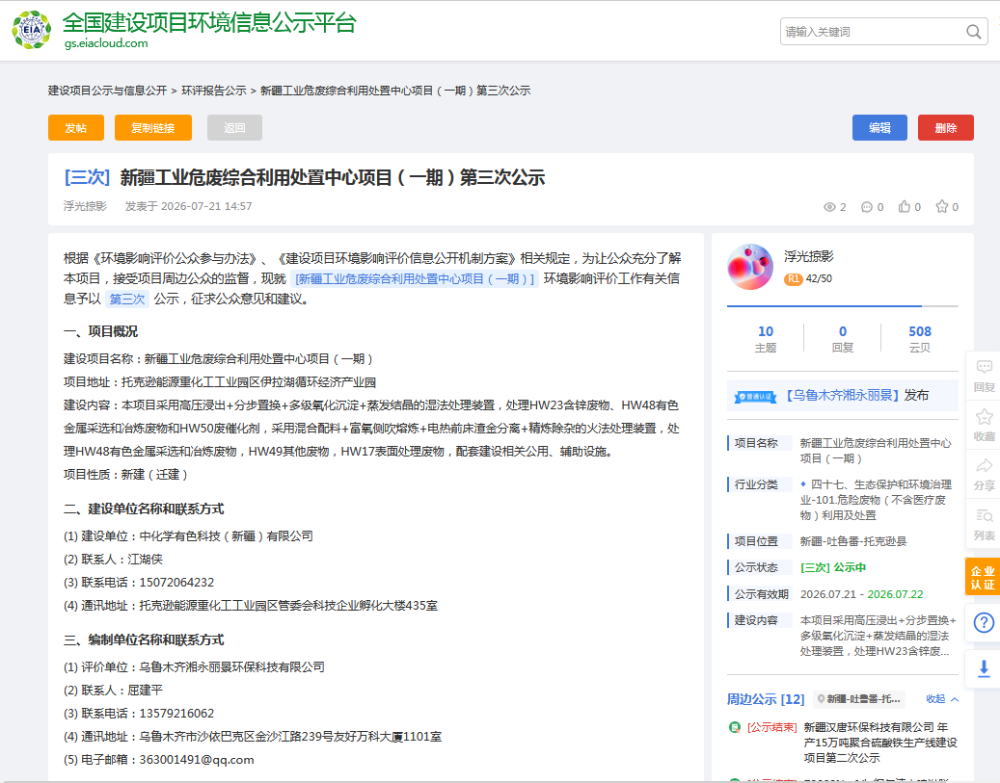 EIA
全国建设项目环境信息公示平台
gs.eiacloud.com
请输入关键词
建设项目公示与信息公开 > 环评报告公示 > 新疆工业危废综合利用处置中心项目（一期）第三次公示
发帖 复制链接 返回 编辑 删除
[三次] 新疆工业危废综合利用处置中心项目（一期）第三次公示
浮光掠影 发表于 2026-07-21 14:57
2 0 0 0
根据《环境影响评价公众参与办法》、《建设项目环境影响评价信息公开机制方案》相关规定，为让公众充分了解
本项目，接受项目周边公众的监督，现就 [新疆工业危废综合利用处置中心项目（一期）] 环境影响评价工作有关信
息予以 第三次 公示，征求公众意见和建议。
一、项目概况
建设项目名称：新疆工业危废综合利用处置中心项目（一期）
项目地址：托克逊能源重化工工业园区伊拉湖循环经济产业园
建设内容：本项目采用高压浸出+分步置换+多级氧化沉淀+蒸发结晶的湿法处理装置，处理HW23含锌废物、HW48有色
金属采选和冶炼废物和HW50废催化剂，采用混合配料+富氧侧吹熔炼+电热前床渣金分离+精炼除杂的火法处理装置，处
理HW48有色金属采选和冶炼废物，HW49其他废物，HW17表面处理废物，配套建设相关公用、辅助设施。
项目性质：新建（迁建）
二、建设单位名称和联系方式
(1) 建设单位：中化学有色科技（新疆）有限公司
(2) 联系人：江湖侠
(3) 联系电话：15072064232
(4) 通讯地址：托克逊能源重化工工业园区管委会科技企业孵化大楼435室
三、编制单位名称和联系方式
(1) 评价单位：乌鲁木齐湘永丽景环保科技有限公司
(2) 联系人：屈建平
(3) 联系电话：13579216062
(4) 通讯地址：乌鲁木齐市沙依巴克区金沙江路239号友好万科大厦1101室
(5) 电子邮箱：363001491@qq.com
浮光掠影
R1 42/50
10 0 508
主题 回复 云贝
普通认证 【乌鲁木齐湘永丽景】发布
项目名称 新疆工业危废综合利用处置中心
项目（一期）
行业分类 四十七、生态保护和环境治理
业-101.危险废物（不含医疗废
物）利用及处置
项目位置 新疆-吐鲁番-托克逊县
公示状态 [三次] 公示中
公示有效期 2026.07.21 - 2026.07.22
建设内容 本项目采用高压浸出+分步置换+
多级氧化沉淀+蒸发结晶的湿法
处理装置，处理HW23含锌废...
周边公示 [12] 新疆-吐鲁番-托... 收起
[公示结束] 新疆汉唐环保科技有限公司 年
产15万吨聚合硫酸铁生产线建设
项目第二次公示
回复
收藏
分享
列表
企业
认证